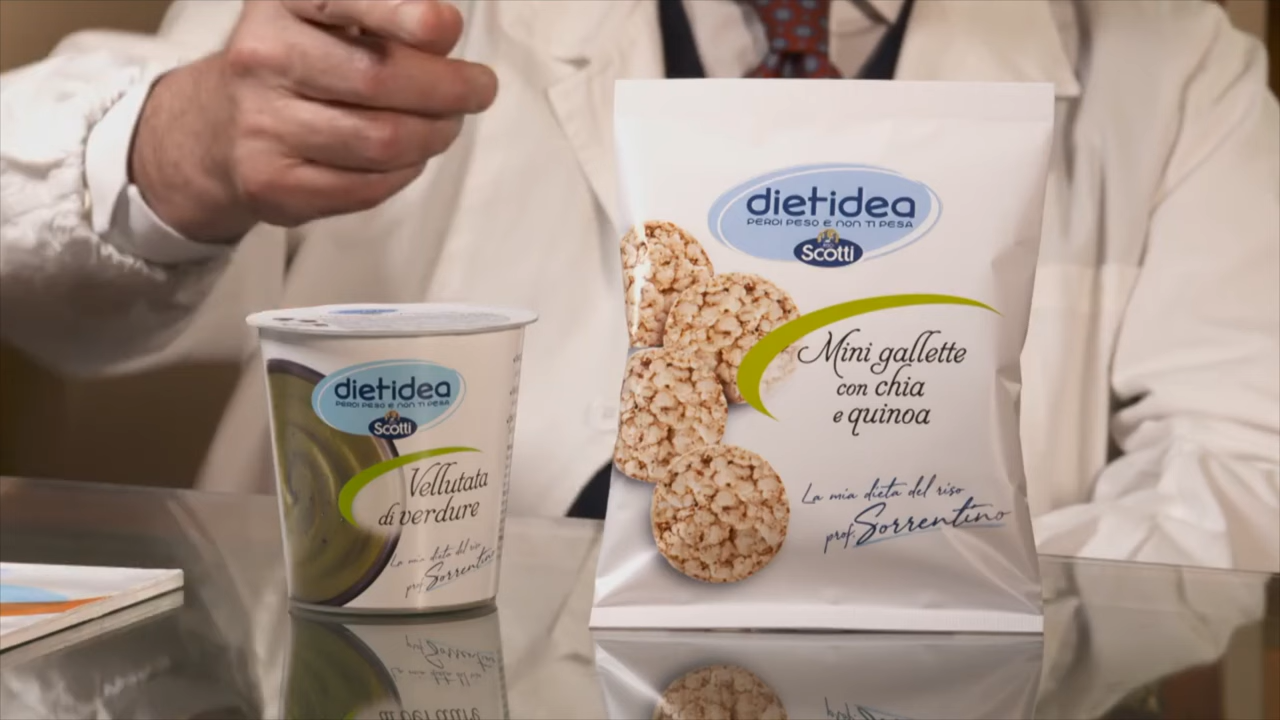 dietidea
PERDI PESO E NON TI PESA
Scotti
Mini gallette
con chia
e quinoa
La mia dieta del riso
prof. Sorrentino
dietidea
PERDI PESO E NON TI PESA
Scotti
Vellutata
di verdure
La mia dieta del riso
prof. Sorrentino